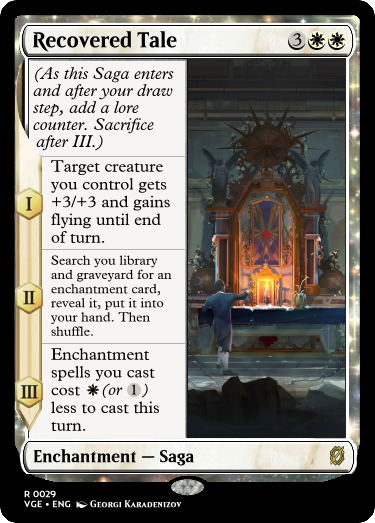 Recovered Tale 3
(As this Saga enters
and after your draw
step, add a lore
counter. Sacrifice
after III.)
I
Target creature
you control gets
+3/+3 and gains
flying until end
of turn.
II
Search you library
and graveyard for an
enchantment card,
reveal it, put it into
your hand. Then
shuffle.
III
Enchantment
spells you cast
cost (or 1)
less to cast this
turn.
Enchantment — Saga
R 0029
VGE • ENG Georgi Karadenizov